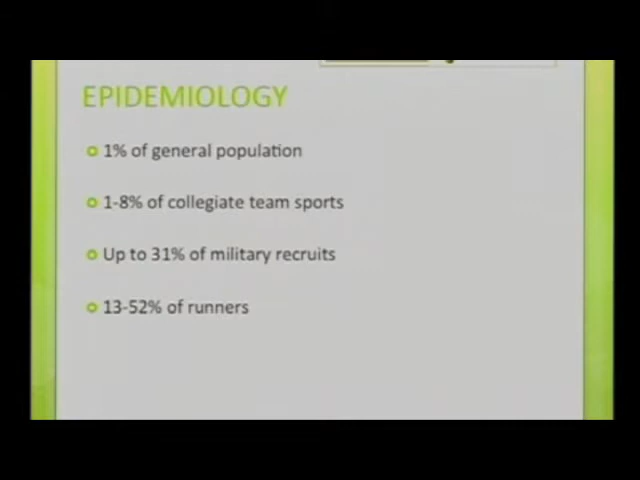 EPIDEMIOLOGY
1% of general population
1-8% of collegiate team sports
Up to 31% of military recruits
13-52% of runners